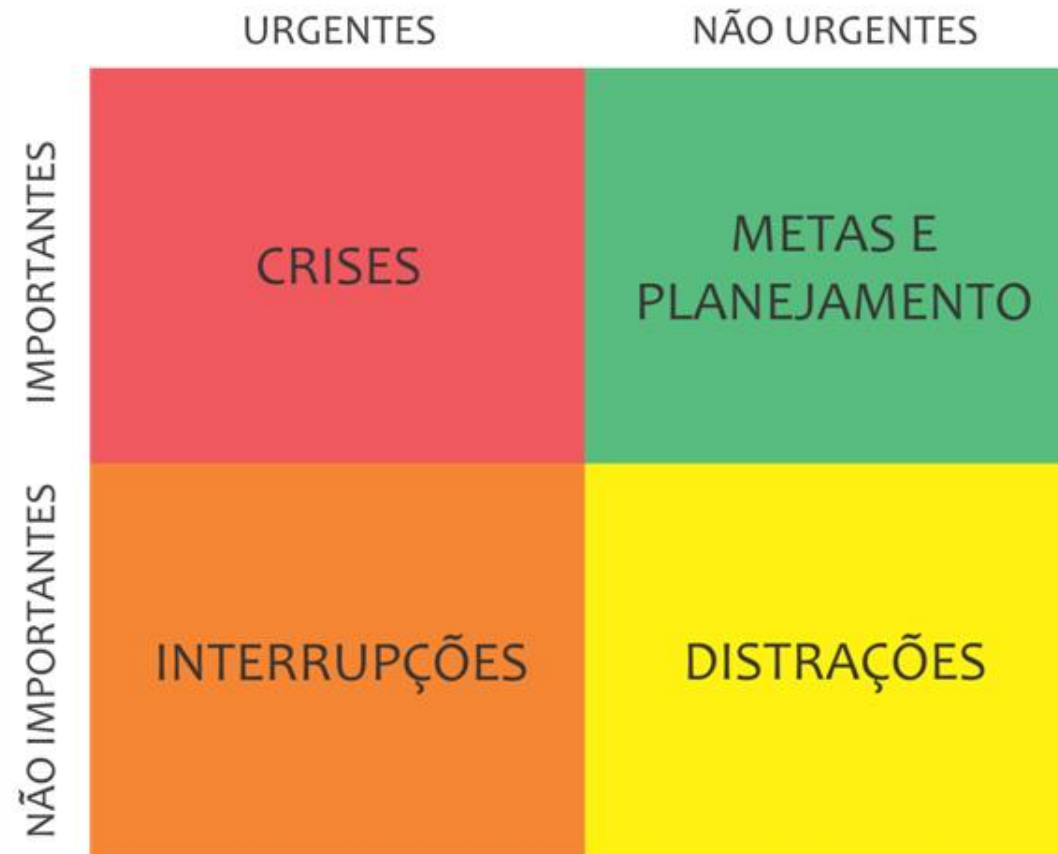 URGENTES
NÃO URGENTES
IMPORTANTES
CRISES
METAS E
PLANEJAMENTO
NÃO IMPORTANTES
INTERRUPÇÕES
DISTRAÇÕES